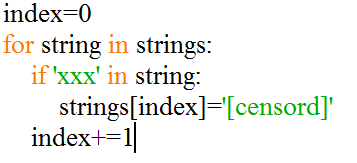 index=0
for string in strings:
    if 'xxx' in string:
        strings[index]='[censord]'
    index+=1